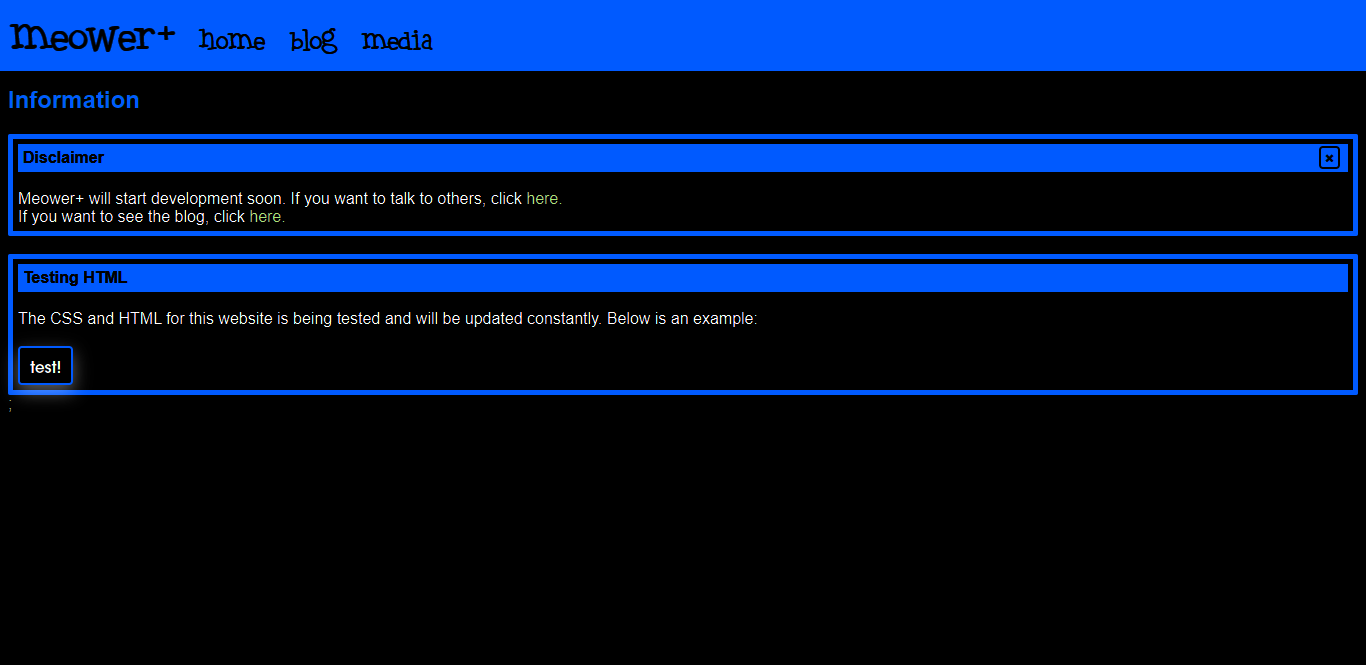 meower+ home blog media
Information
Disclaimer ×
Meower+ will start development soon. If you want to talk to others, click here.
If you want to see the blog, click here.
Testing HTML
The CSS and HTML for this website is being tested and will be updated constantly. Below is an example:
test!
;